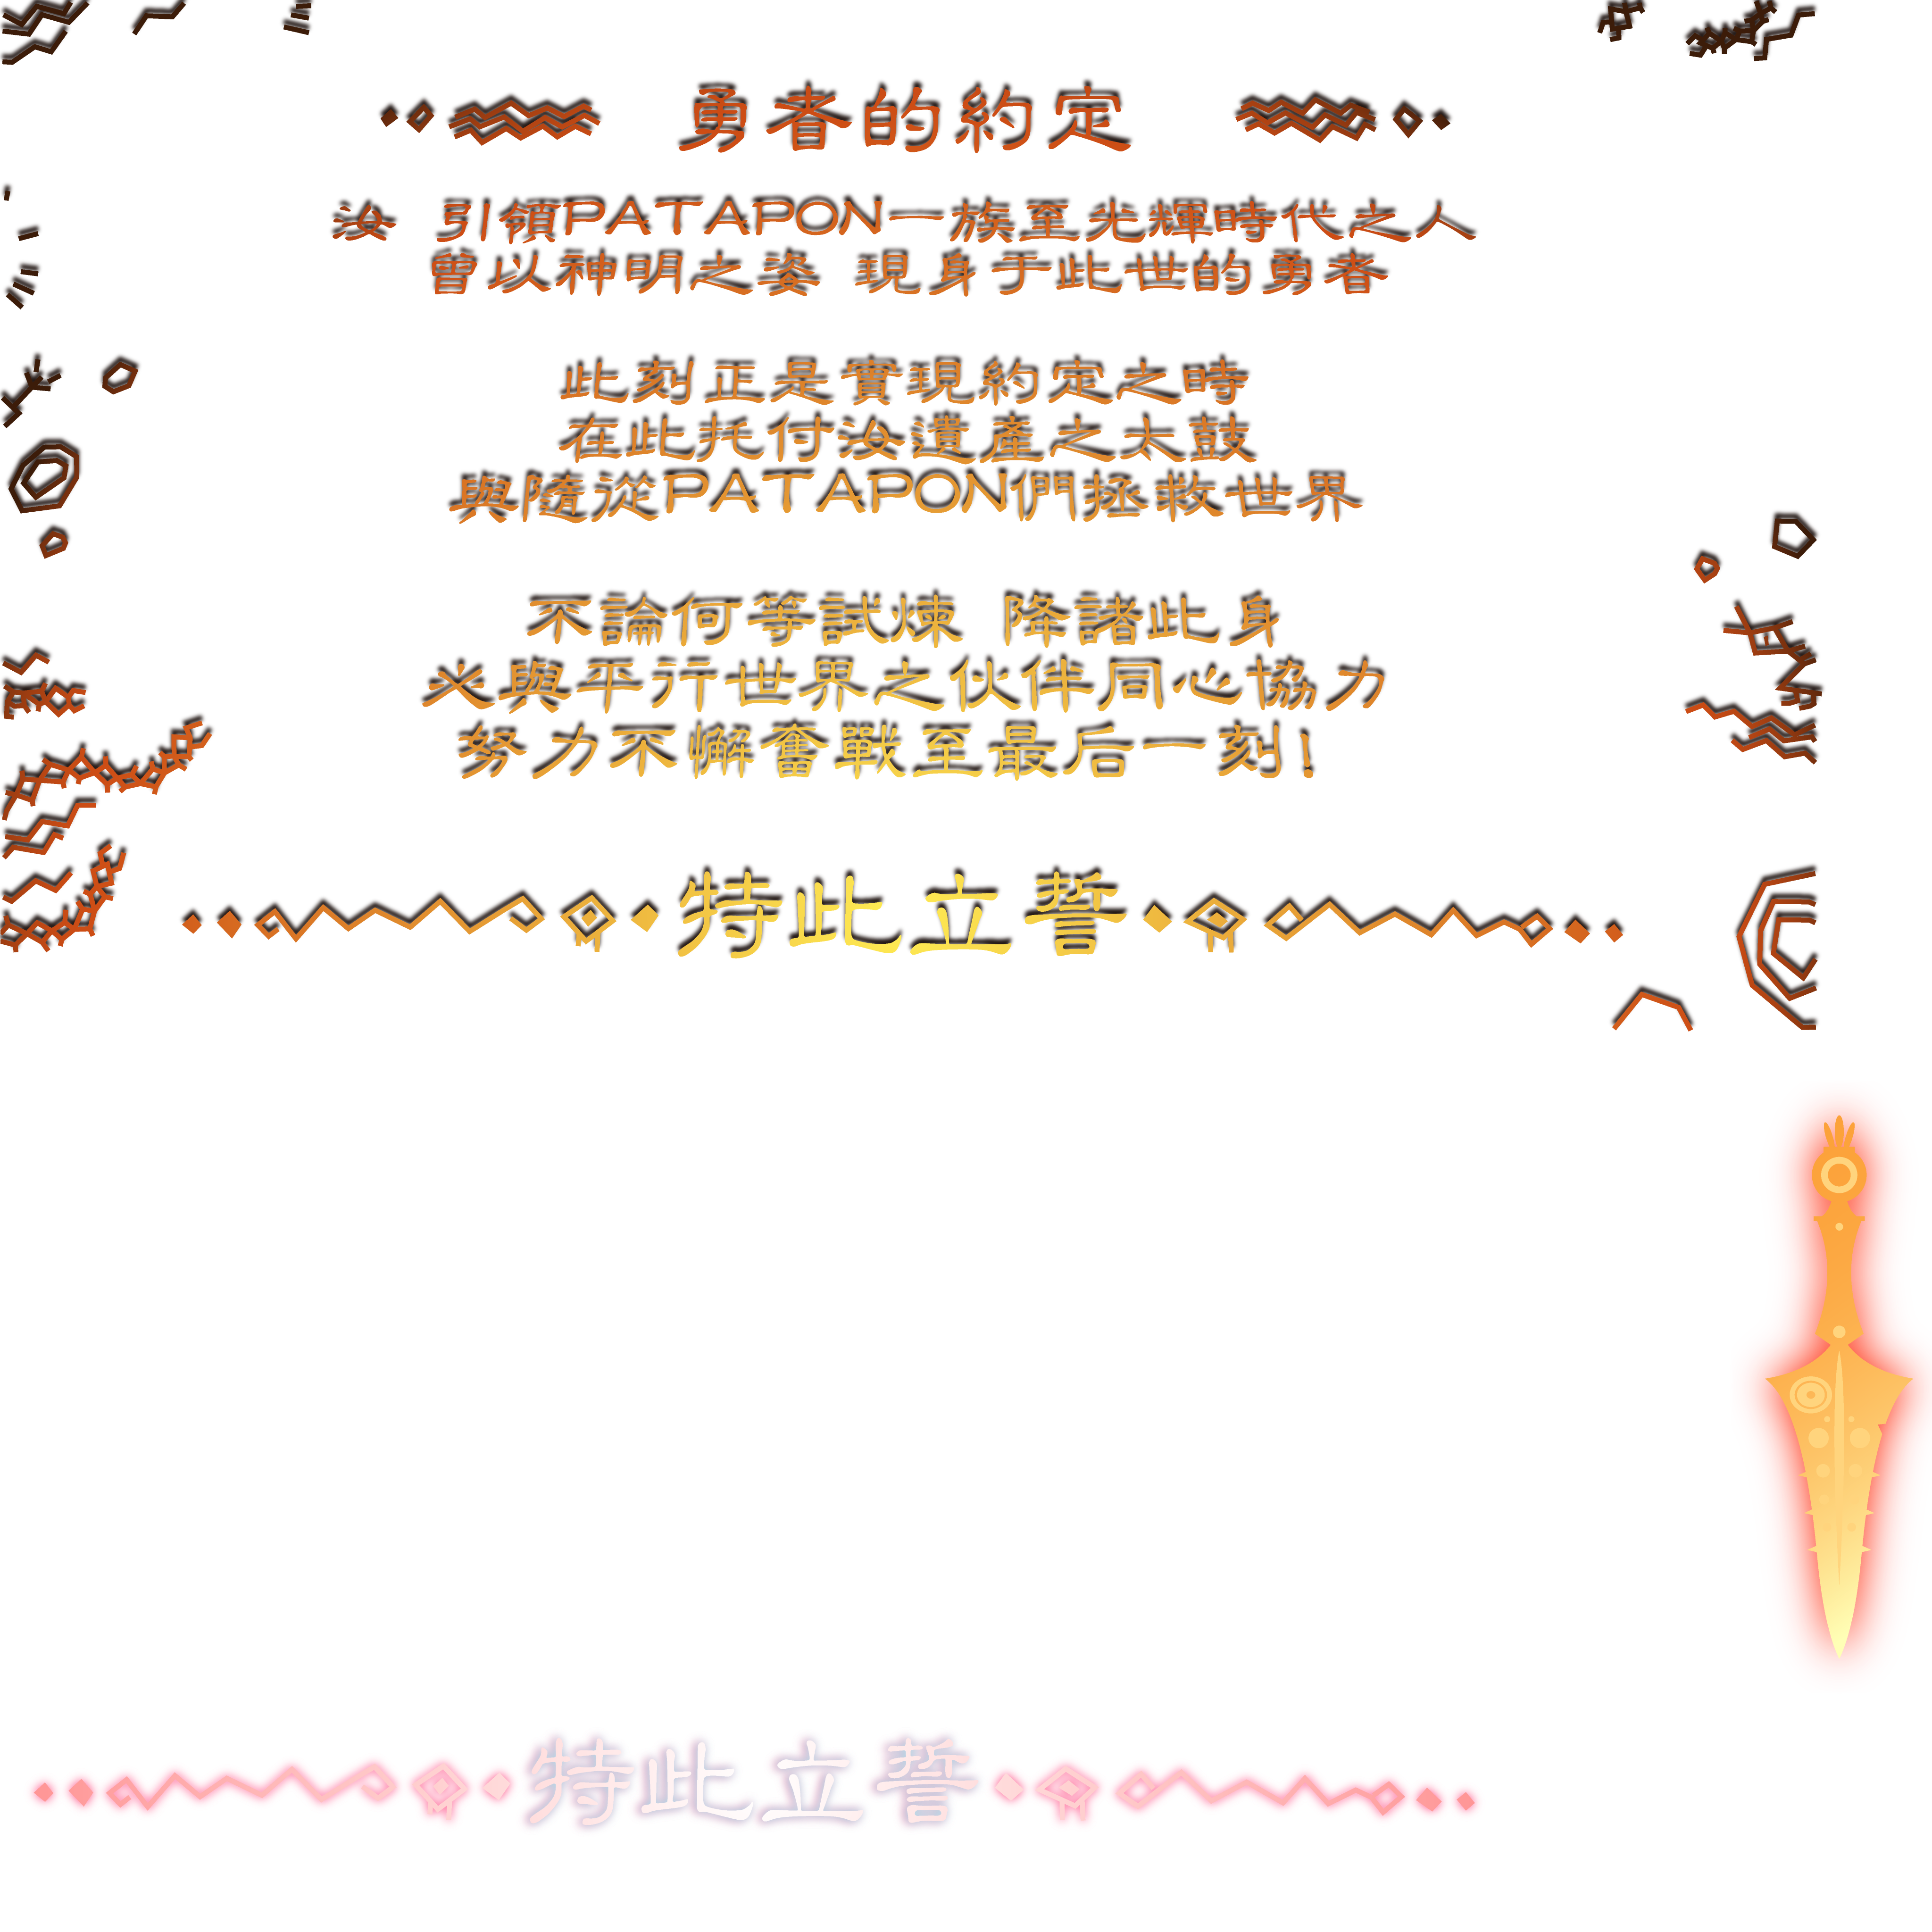 勇者的約定
汝 引領PATAPON一族至光輝時代之人
曾以神明之姿 現身于此世的勇者
此刻正是實現約定之時
在此托付汝遺產之太鼓
與隨從PATAPON們拯救世界
不論何等試煉 降諸此身
必與平行世界之伙伴同心協力
努力不懈奮戰至最后一刻！
特此立誓
特此立誓